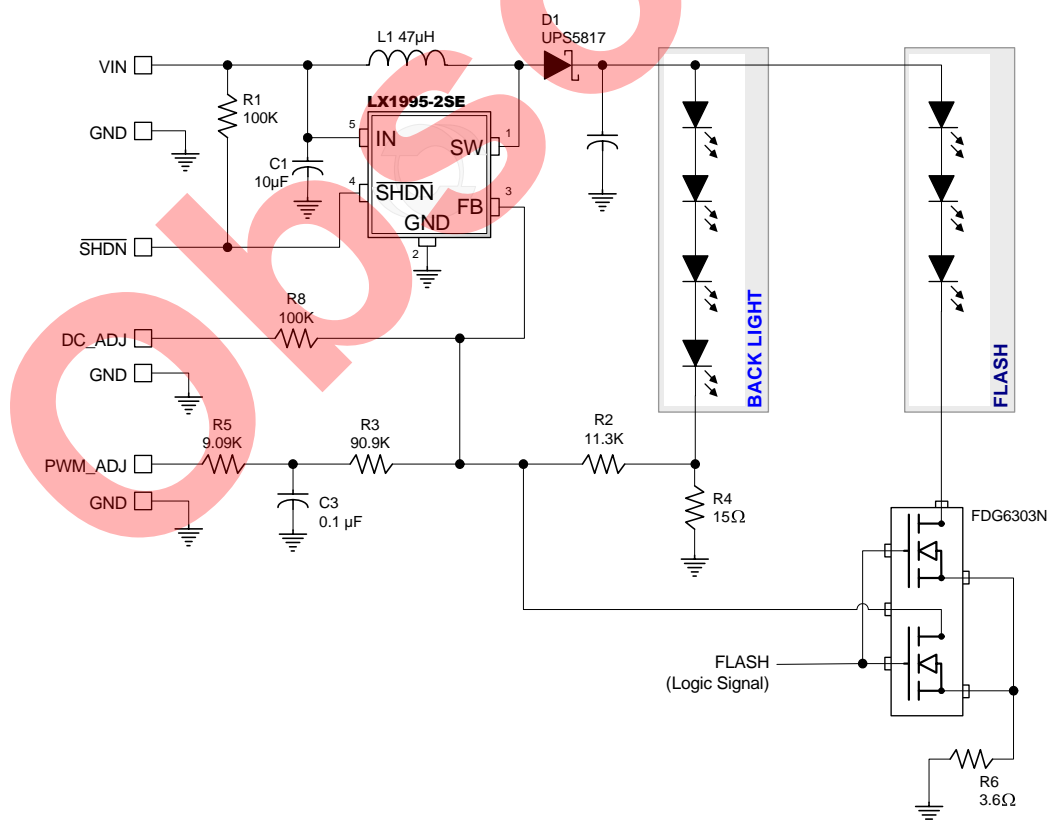 D1
UPS5817
L1 47µH
VIN
LX1995-2SE
R1
100K
5
IN
1
SW
GND
C1
10µF
4
SHDN
3
FB
GND
2
SHDN
R8
100K
DC_ADJ
GND
BACK LIGHT
FLASH
R5
9.09K
R3
90.9K
R2
11.3K
PWM_ADJ
GND
C3
0.1 µF
R4
15Ω
FDG6303N
FLASH
(Logic Signal)
R6
3.6Ω
Obso